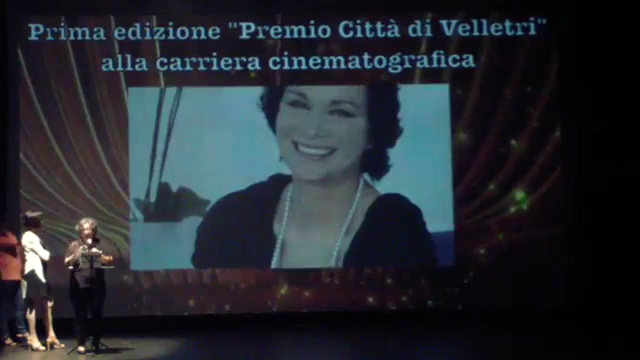 Prima edizione "Premio Città di Velletri"
alla carriera cinematografica